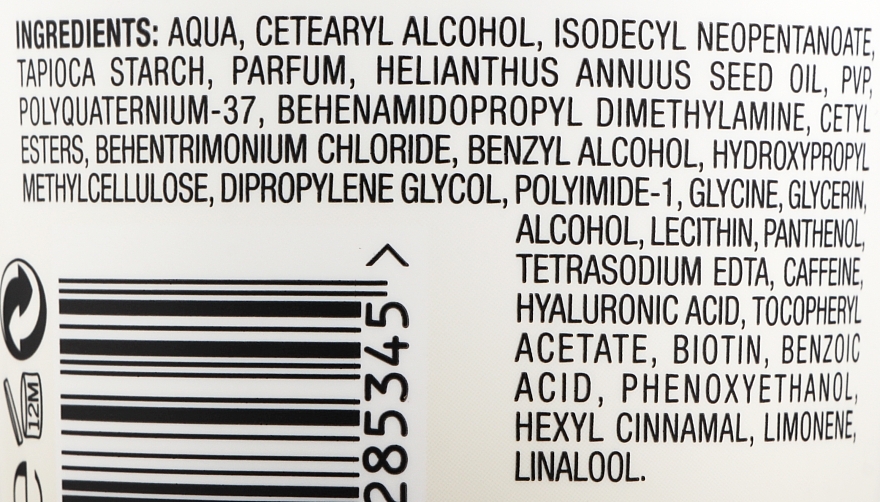 INGREDIENTS: AQUA, CETEARYL ALCOHOL, ISODECYL NEOPENTANOATE,
TAPIOCA STARCH, PARFUM, HELIANTHUS ANNUUS SEED OIL, PVP,
POLYQUATERNIUM-37, BEHENAMIDOPROPYL DIMETHYLAMINE, CETYL
ESTERS, BEHENTRIMONIUM CHLORIDE, BENZYL ALCOHOL, HYDROXYPROPYL
METHYLCELLULOSE, DIPROPYLENE GLYCOL, POLYIMIDE-1, GLYCINE, GLYCERIN,
ALCOHOL, LECITHIN, PANTHENOL,
TETRASODIUM EDTA, CAFFEINE,
HYALURONIC ACID, TOCOPHERYL
ACETATE, BIOTIN, BENZOIC
ACID, PHENOXYETHANOL,
HEXYL CINNAMAL, LIMONENE,
LINALOOL.
285345 >
12M
e